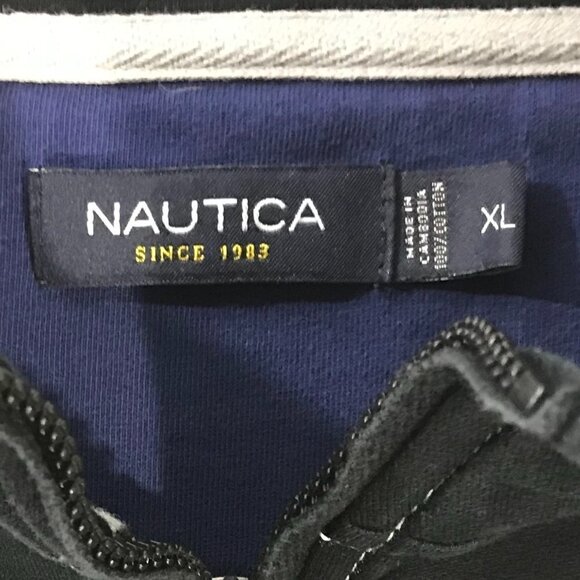 NAUTICA
SINCE 1983
MADE IN
CAMBODIA
100% COTTON
XL